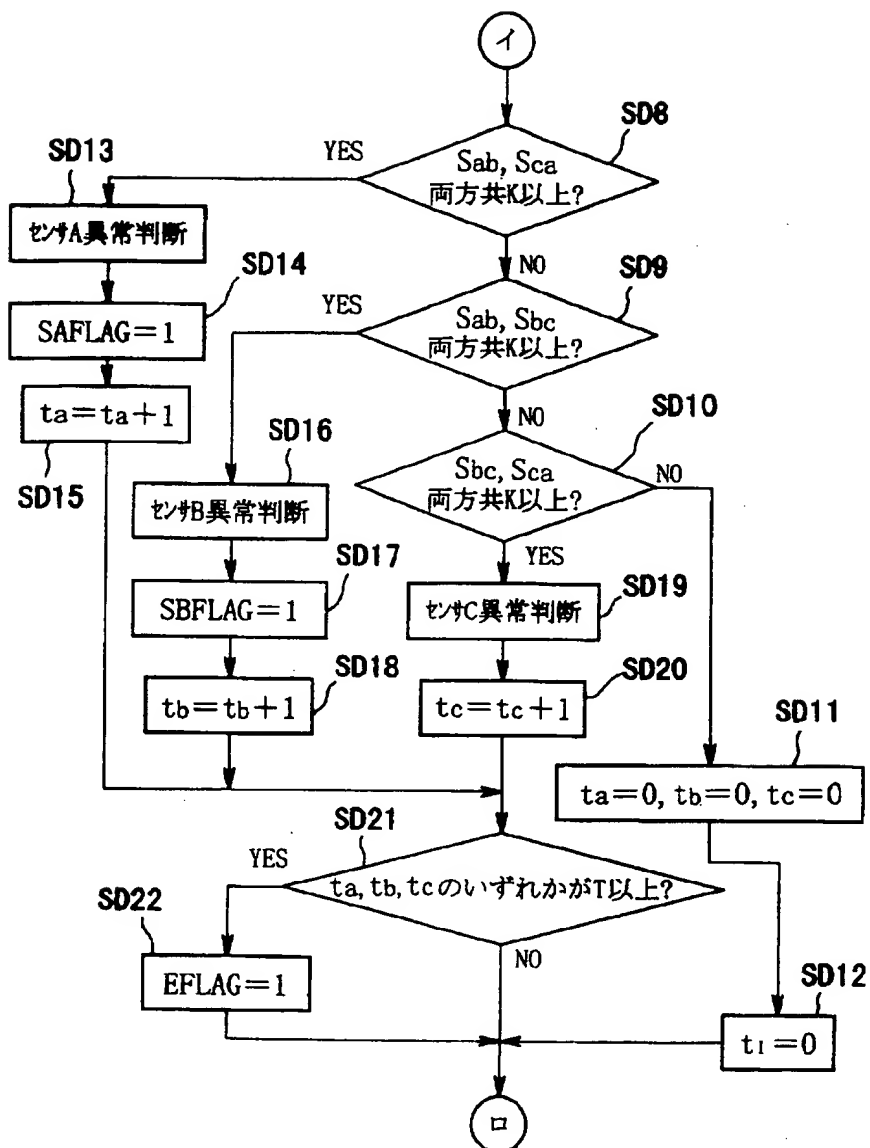 イ
SD8
YES
Sab, Sca
両方共K以上?
SD13
センサA異常判断
NO
SD9
SD14
YES
SAFLAG=1
Sab, Sbc
両方共K以上?
ta=ta+1
SD15
NO
SD10
SD16
Sbc, Sca
両方共K以上?
NO
センサB異常判断
YES
SD17
SBFLAG=1
SD19
センサC異常判断
SD18
tb=tb+1
SD20
tc=tc+1
SD11
ta=0, tb=0, tc=0
SD21
YES
ta, tb, tcのいずれかがT以上?
SD22
EFLAG=1
NO
SD12
tI=0
ロ